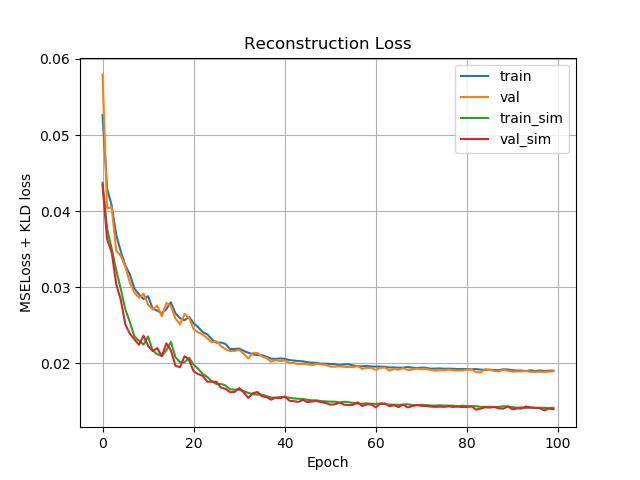 Reconstruction Loss
0.06
0.05
0.04
0.03
0.02
MSELoss + KLD loss
train
val
train_sim
val_sim
0 20 40 60 80 100
Epoch